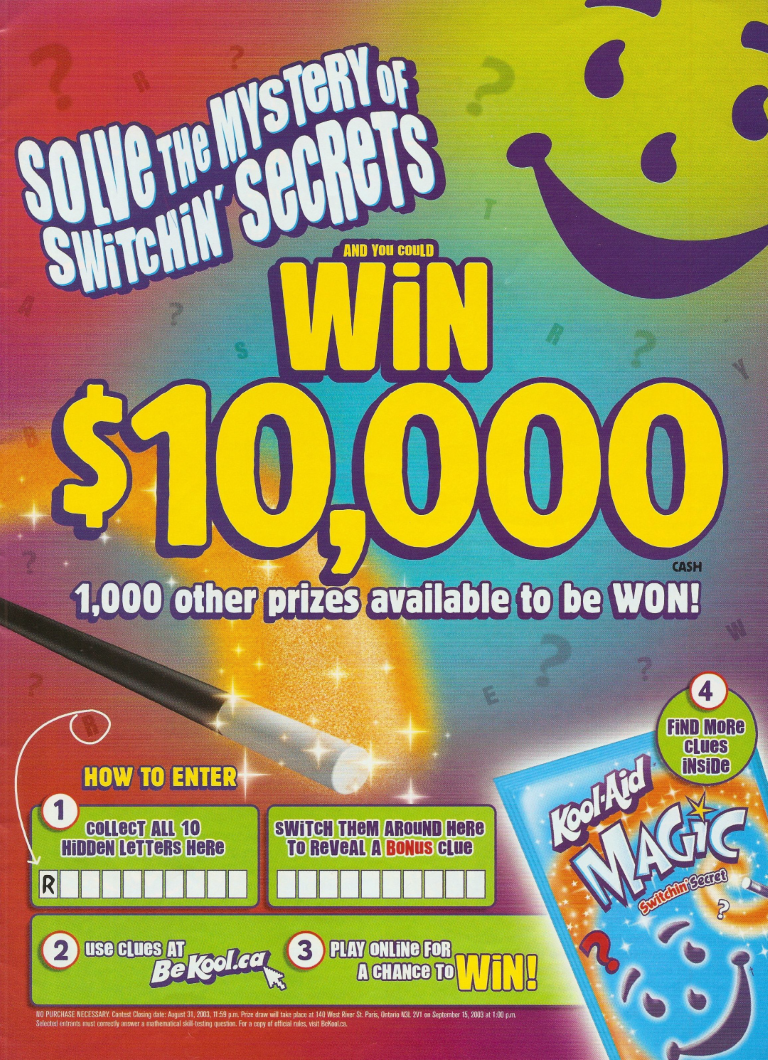 SOLVE THE MYSTERY OF
SWiTCHiN' SeCReTS
AND YOU COULD
WiN
$10,000
CASH
1,000 other prizes available to be WON!
R
?
?
?
T
A
?
S
R
?
Y
B
?
?
?
W
?
E
R
4
FiND MoRe
CLUeS
iNSiDe
HOW TO ENTER
1
COLLeCT ALL 10
HiDDeN LeTTeRS HeRe
R
SWiTCH THeM AROUND HeRe
TO ReVeAL A BONUS CLUe
2
USe CLUeS AT
BeKool.ca
3
PLAY ONLiNe FOR
A CHANCe TO WiN!
Kool-Aid
MAGiC
Switchin' Secret
?
?
NO PURCHASE NECESSARY. Contest Closing date: August 31, 2003, 11:59 p.m. Prize draw will take place at 140 West River St. Paris, Ontario N3L 2V1 on September 15, 2003 at 1:00 p.m.
Selected entrants must correctly answer a mathematical skill-testing question. For a copy of official rules, visit BeKool.ca.